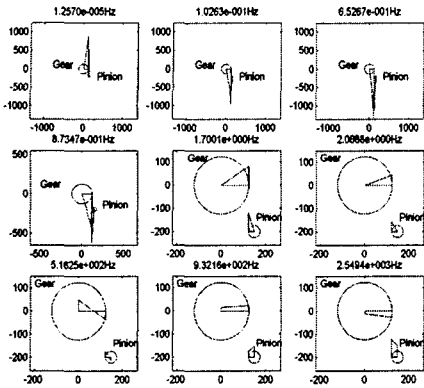 1.2570e-005Hz
1.0263e-001Hz
6.5267e-001Hz
1000
500
0
-500
-1000
Gear
Pinion
-1000 0 1000
1000
500
0
-500
-1000
Gear
Pinion
-1000 0 1000
1000
500
0
-500
-1000
Gear
Pinion
-1000 0 1000
8.7347e-001Hz
1.7001e+000Hz
500
0
-500
Gear
Pinion
-500 0 500
100
0
-100
-200
Gear
Pinion
-200 0 200
100
0
-100
-200
Gear
Pinion
-200 0 200
5.1625e+002Hz
9.3216e+002Hz
2.5494e+003Hz
100
0
-100
-200
Gear
Pinion
-200 0 200
100
0
-100
-200
Gear
Pinion
-200 0 200
100
0
-100
-200
Gear
Pinion
-200 0 200